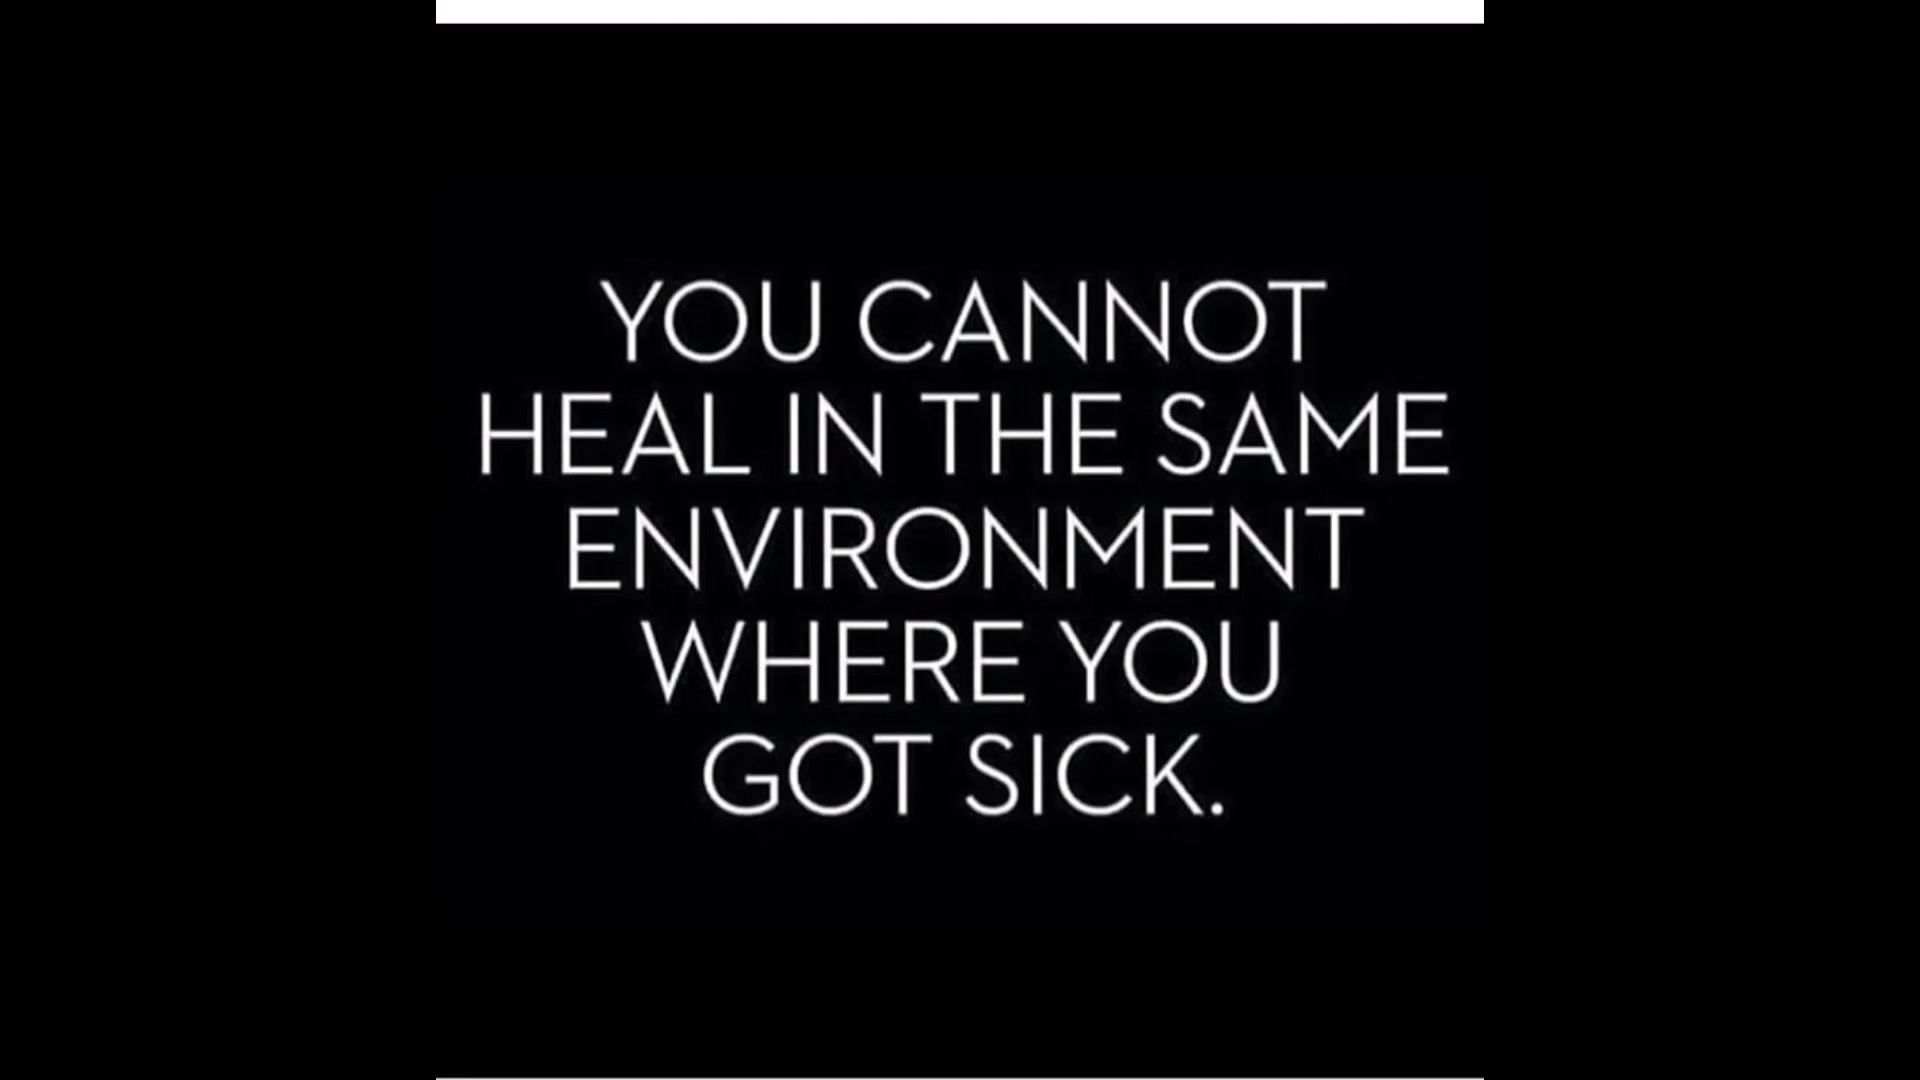 YOU CANNOT
HEAL IN THE SAME
ENVIRONMENT
WHERE YOU
GOT SICK.